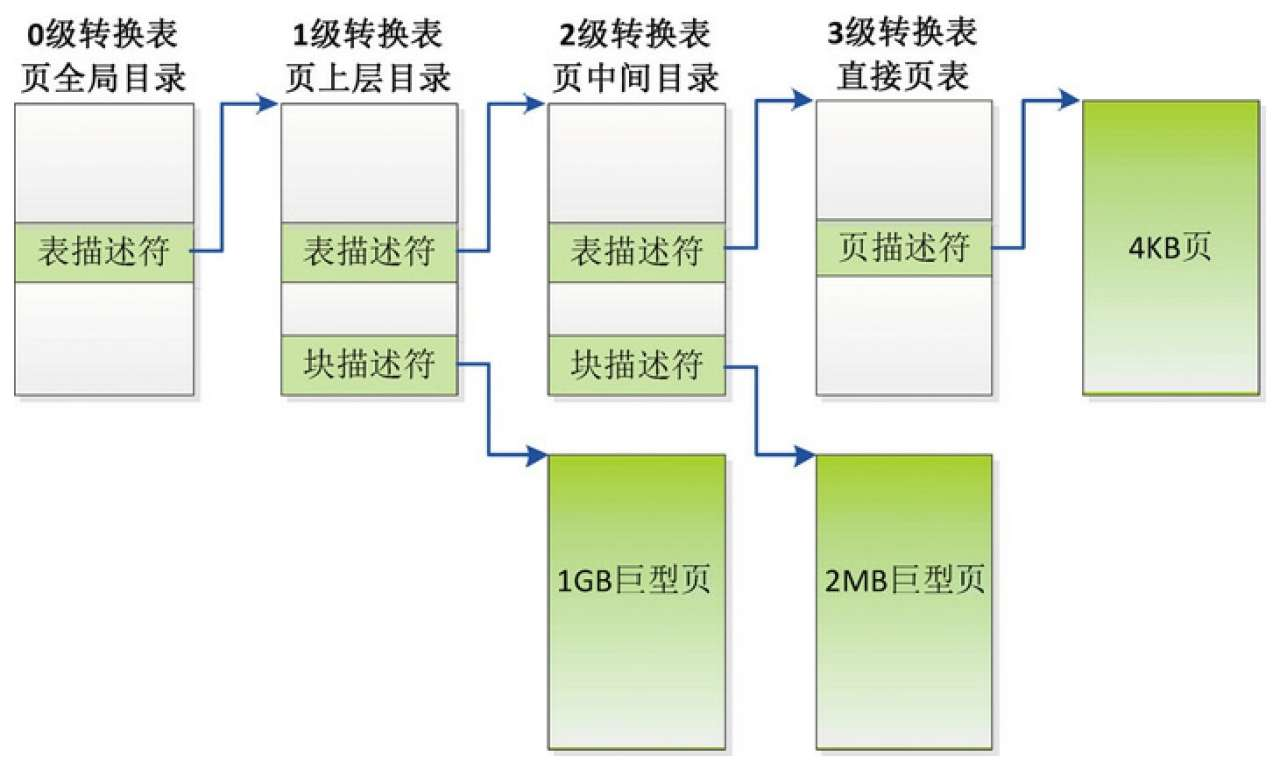 0级转换表
页全局目录
1级转换表
页上层目录
2级转换表
页中间目录
3级转换表
直接页表
表描述符
表描述符
表描述符
页描述符
4KB页
块描述符
块描述符
1GB巨型页
2MB巨型页